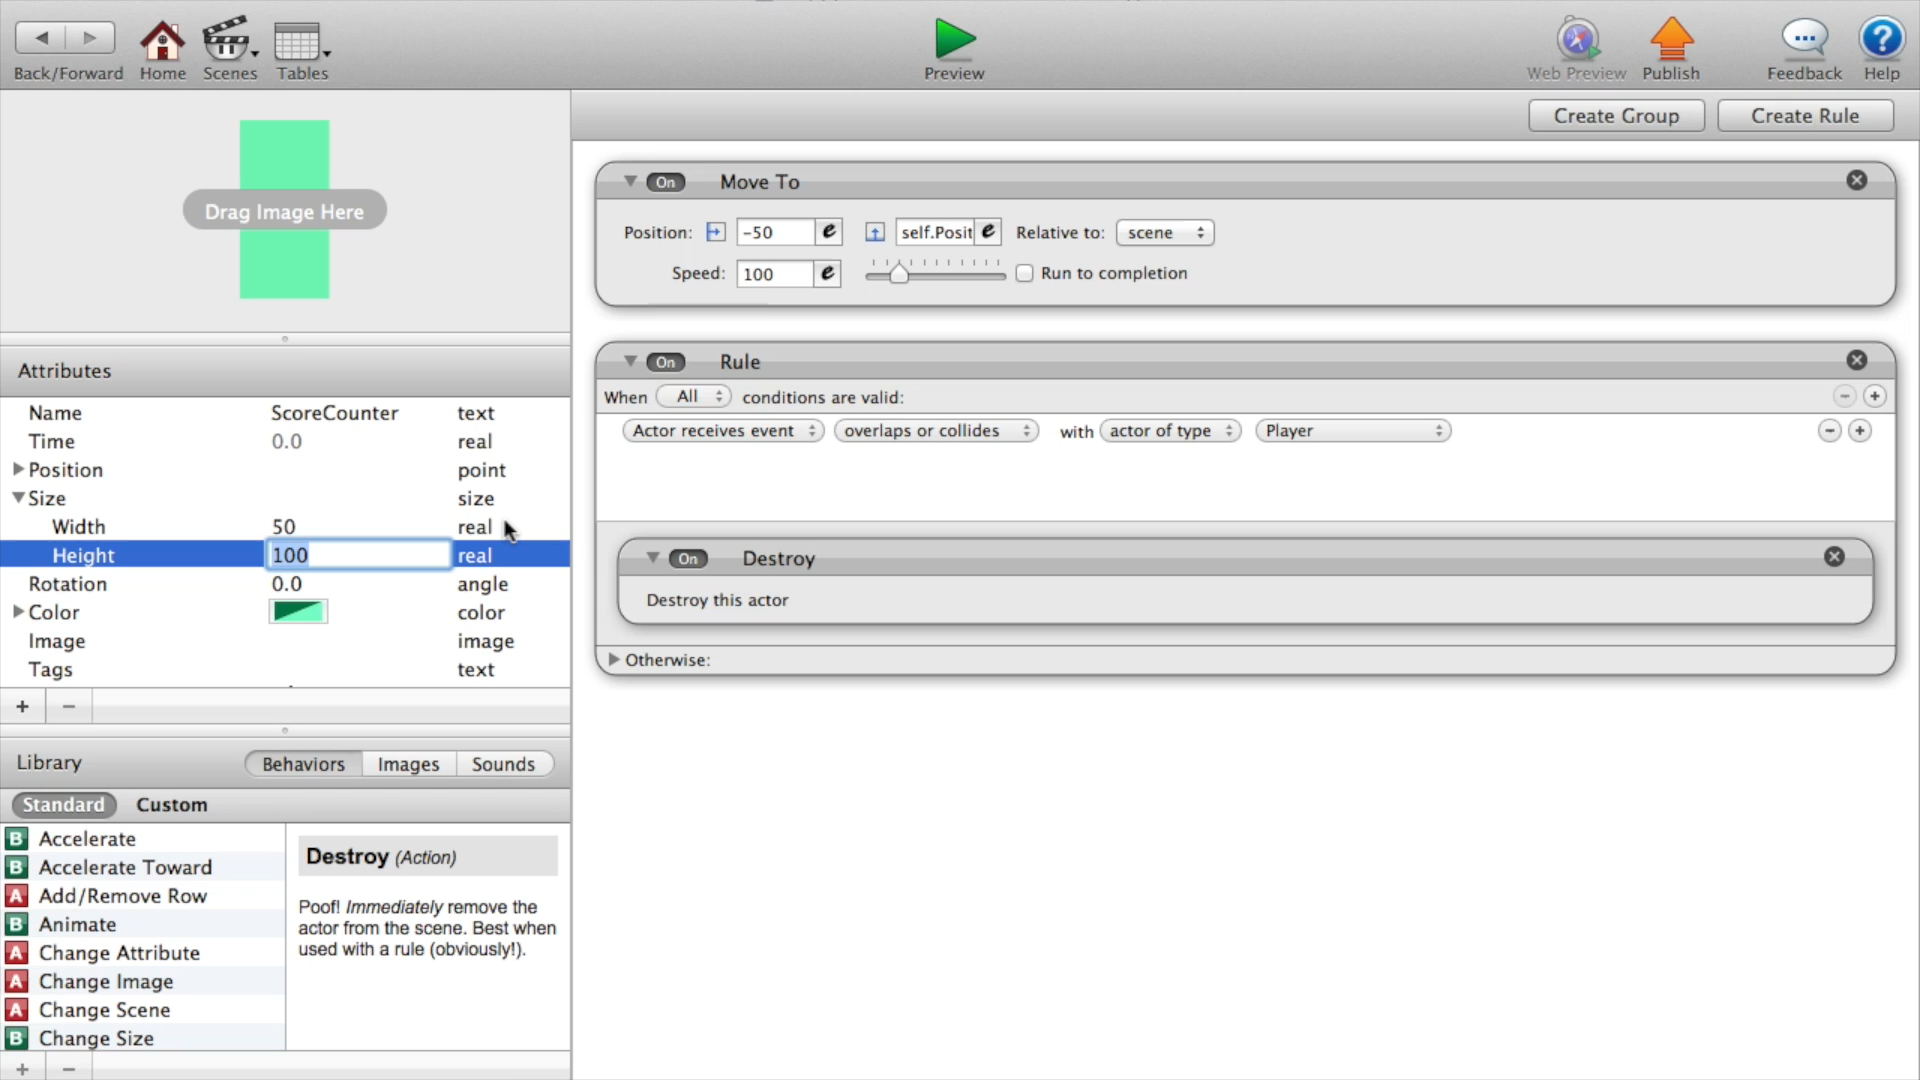 Back/Forward
Home
Scenes
Tables
Preview
Web Preview
Publish
Feedback
Help
Create Group
Create Rule
Drag Image Here
On Move To
Position: -50 e self.Posit e Relative to: scene
Speed: 100 e Run to completion
On Rule
When All conditions are valid:
Actor receives event overlaps or collides with actor of type Player
On Destroy
Destroy this actor
Otherwise:
Attributes
Name ScoreCounter text
Time 0.0 real
Position point
Size size
Width 50 real
Height 100 real
Rotation 0.0 angle
Color color
Image image
Tags text
Library Behaviors Images Sounds
Standard Custom
B Accelerate
B Accelerate Toward
A Add/Remove Row
B Animate
A Change Attribute
A Change Image
A Change Scene
B Change Size
Destroy (Action)
Poof! Immediately remove the
actor from the scene. Best when
used with a rule (obviously!).